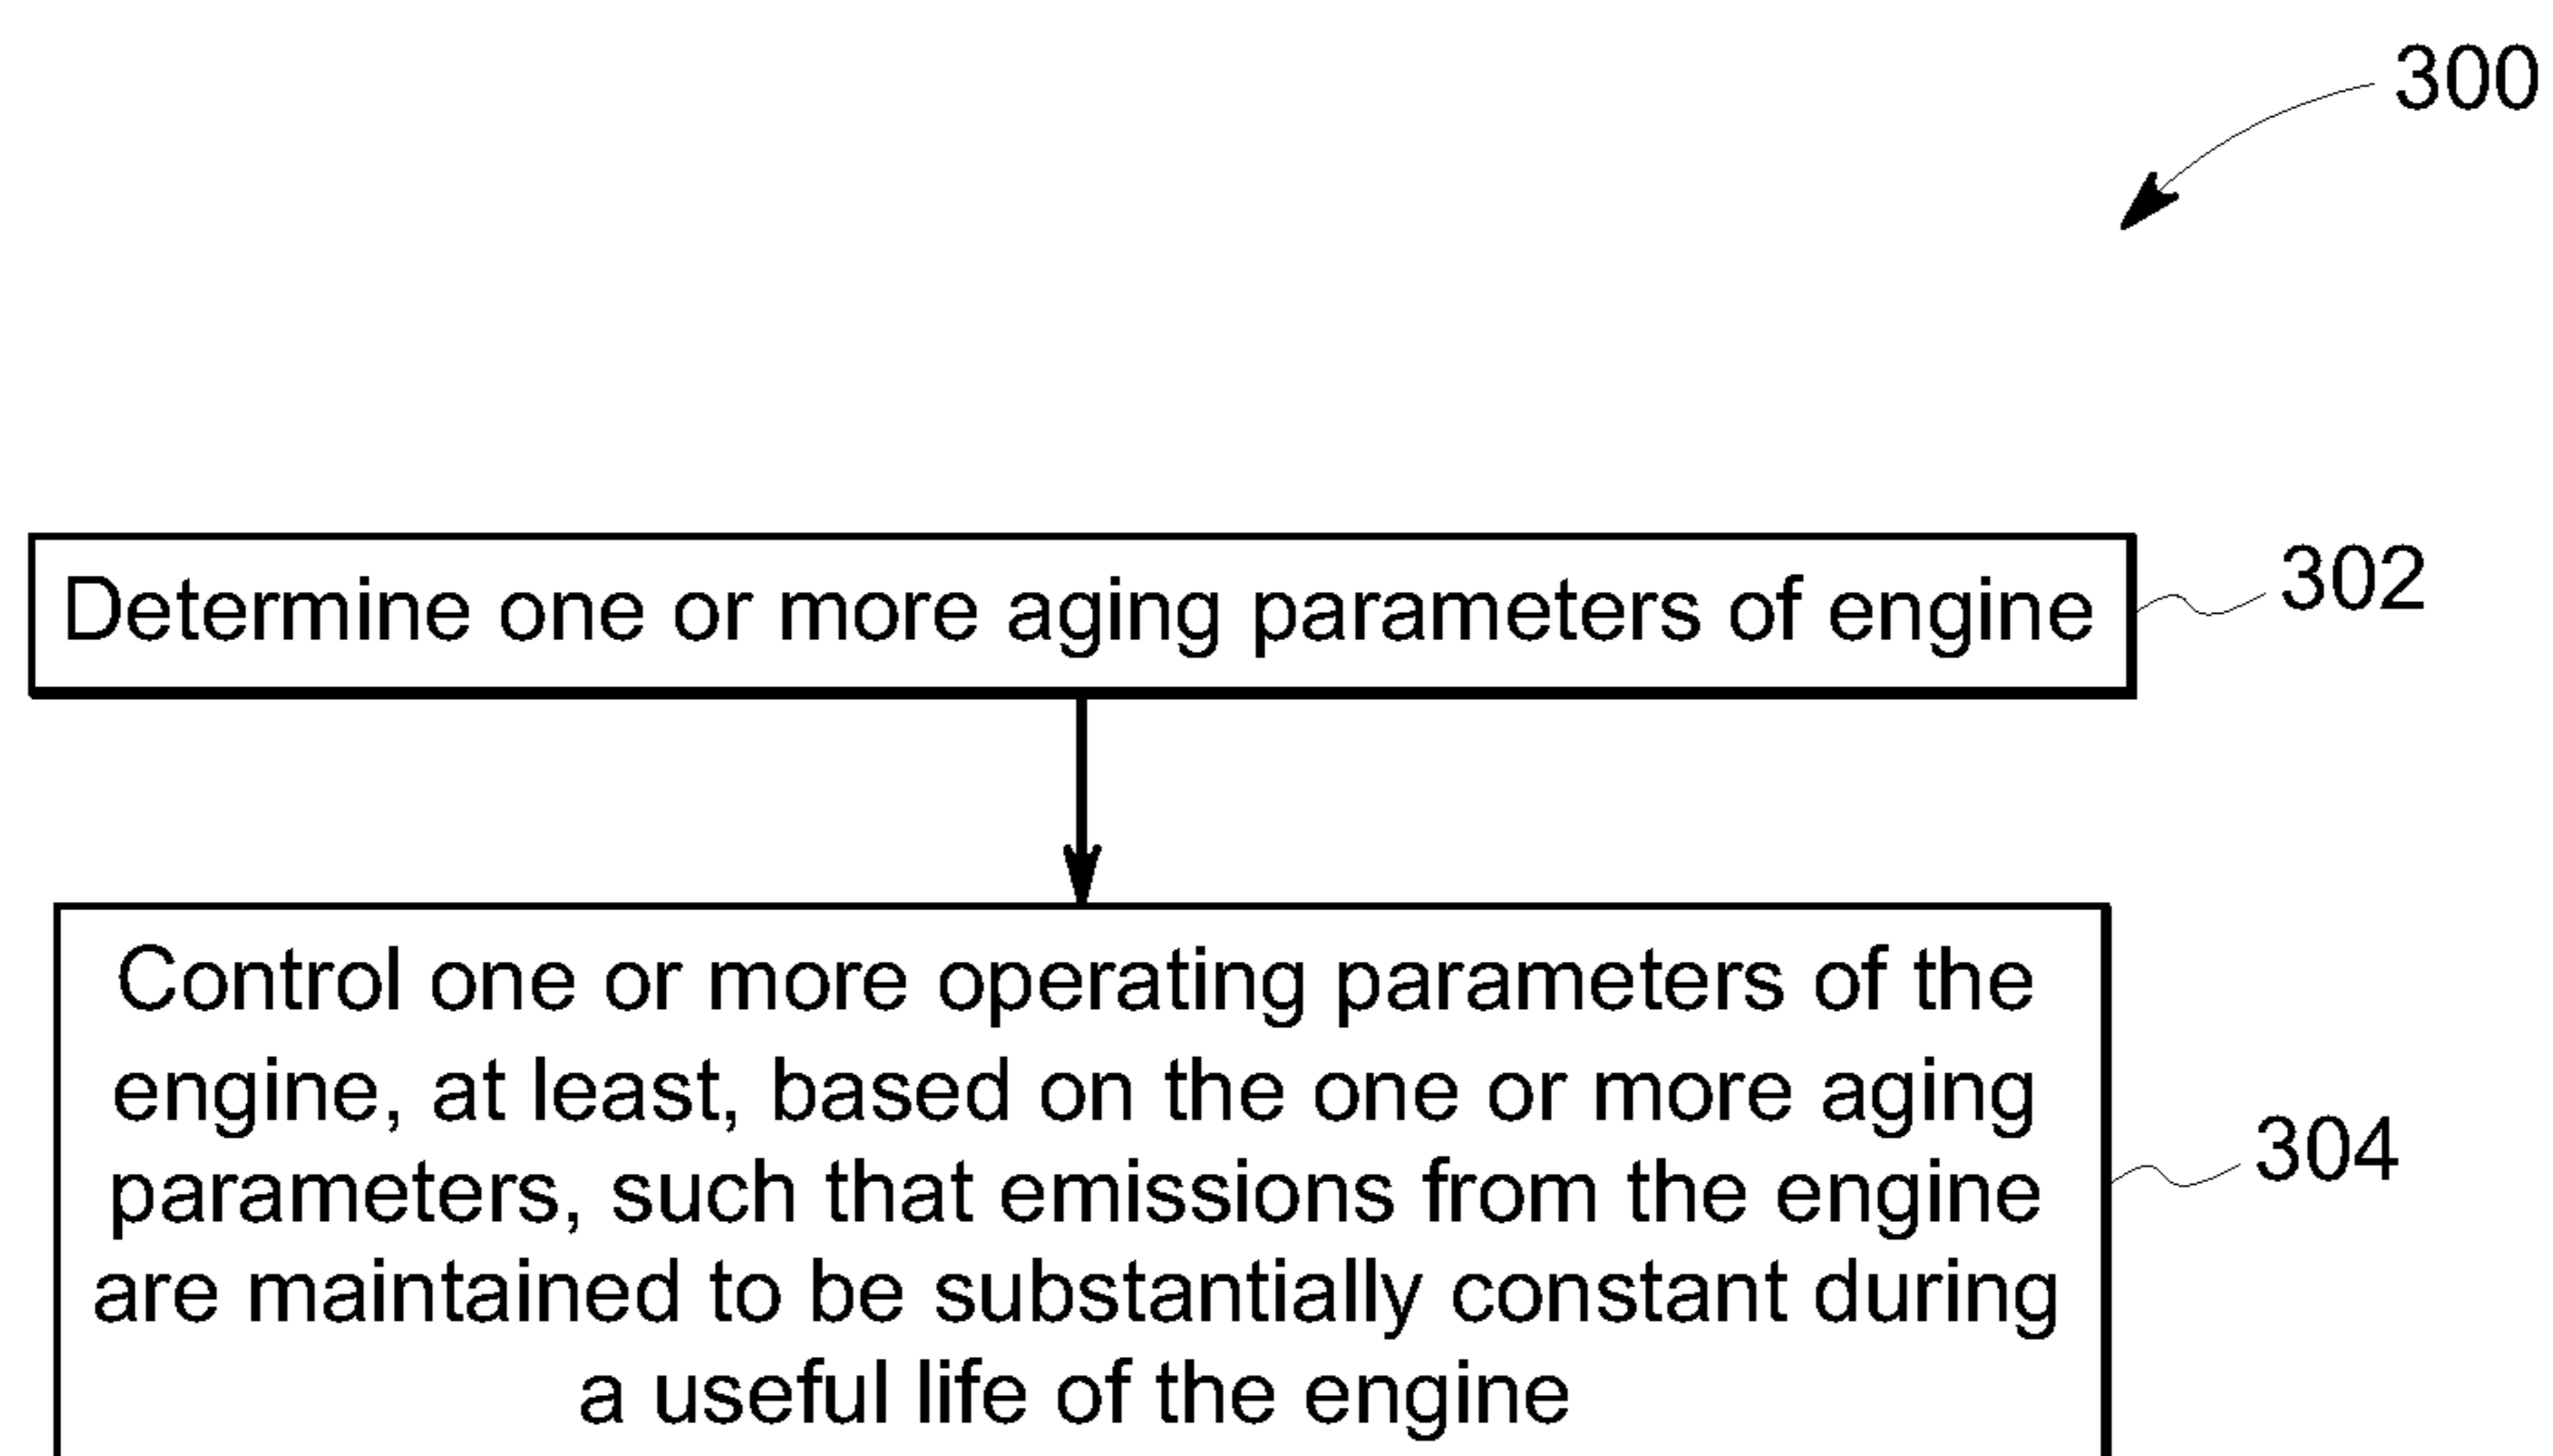 300
Determine one or more aging parameters of engine
302
Control one or more operating parameters of the
engine, at least, based on the one or more aging
parameters, such that emissions from the engine
are maintained to be substantially constant during
a useful life of the engine
304